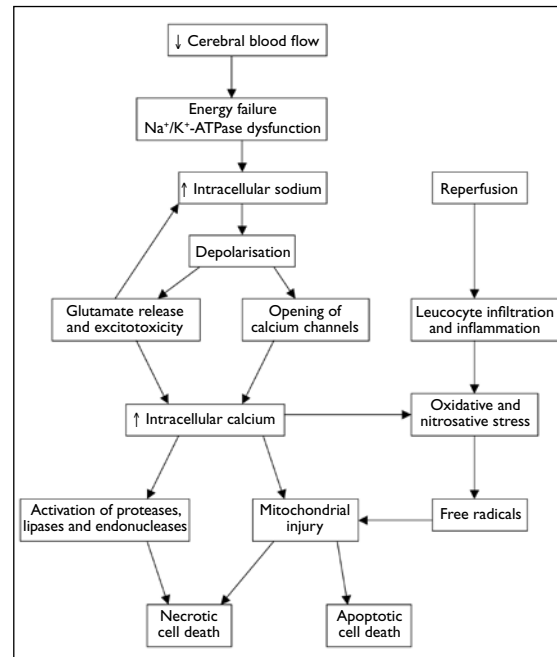 ↓ Cerebral blood flow
Energy failure
Na⁺/K⁺-ATPase dysfunction
↑ Intracellular sodium
Reperfusion
Depolarisation
Glutamate release
and excitotoxicity
Opening of
calcium channels
Leucocyte infiltration
and inflammation
↑ Intracellular calcium
Oxidative and
nitrosative stress
Activation of proteases,
lipases and endonucleases
Mitochondrial
injury
Free radicals
Necrotic
cell death
Apoptotic
cell death